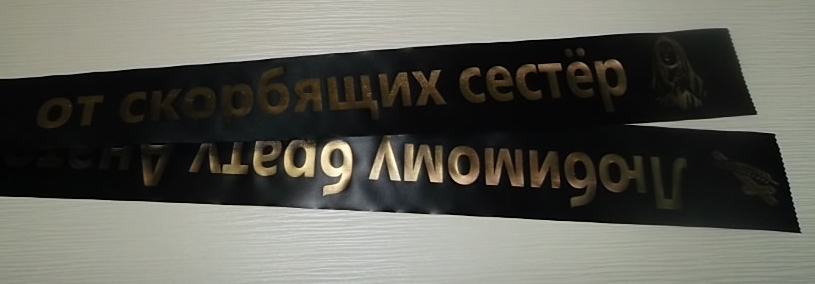 от скорбящих сестёр
Любимому брату